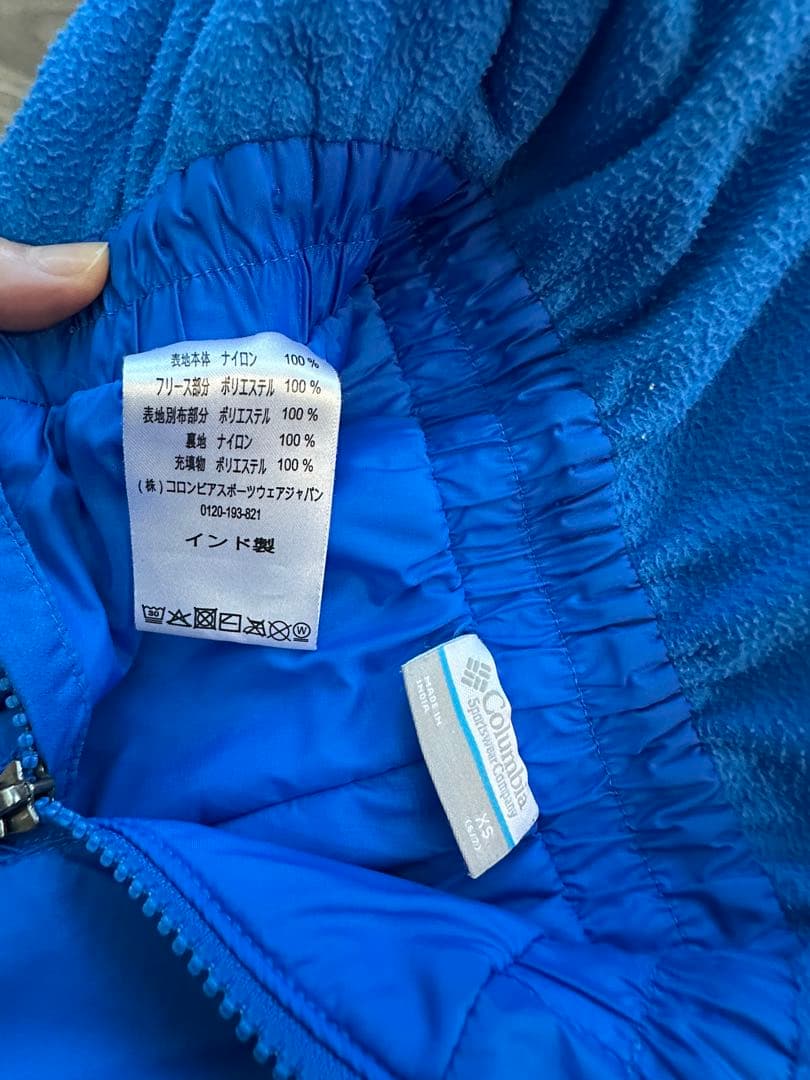 表地本体 ナイロン 100%
フリース部分 ポリエステル 100%
表地別布部分 ポリエステル 100%
裏地 ナイロン 100%
充填物 ポリエステル 100%
(株)コロンビアスポーツウェアジャパン
0120-193-821
インド製
30
W
Columbia
Sportswear Company
MADE IN
INDIA
XS
(S/M)